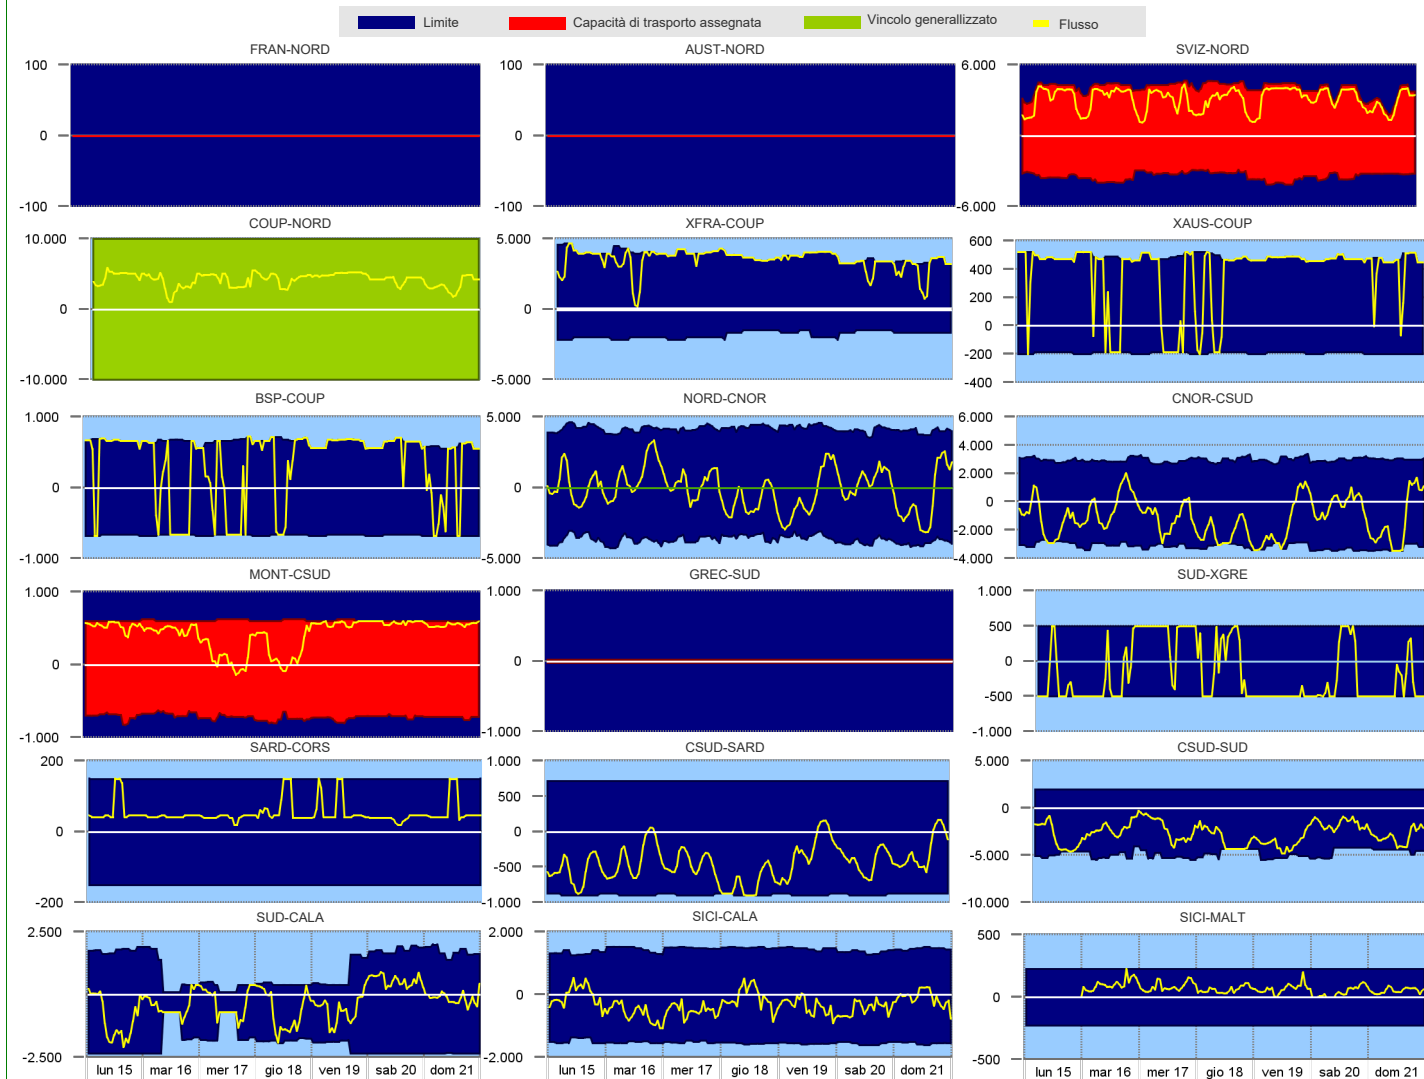 Limite Capacità di trasporto assegnata Vincolo generallizzato Flusso
FRAN-NORD AUST-NORD SVIZ-NORD
100 100 6.000
0 0
-100 -100 -6.000
COUP-NORD XFRA-COUP XAUS-COUP
10.000 5.000 600
400
200
0 0 0
-200
-10.000 -5.000 -400
BSP-COUP NORD-CNOR CNOR-CSUD
1.000 5.000 6.000
4.000
2.000
0 0 0
-2.000
-1.000 -5.000 -4.000
MONT-CSUD GREC-SUD SUD-XGRE
1.000 1.000 1.000
500
0 0 0
-500
-1.000 -1.000 -1.000
SARD-CORS CSUD-SARD CSUD-SUD
200 1.000 5.000
500
0 0 0
-500 -5.000
-200 -1.000 -10.000
SUD-CALA SICI-CALA SICI-MALT
2.500 2.000 500
0 0 0
-2.500 -2.000 -500
lun 15 mar 16 mer 17 gio 18 ven 19 sab 20 dom 21 lun 15 mar 16 mer 17 gio 18 ven 19 sab 20 dom 21 lun 15 mar 16 mer 17 gio 18 ven 19 sab 20 dom 21